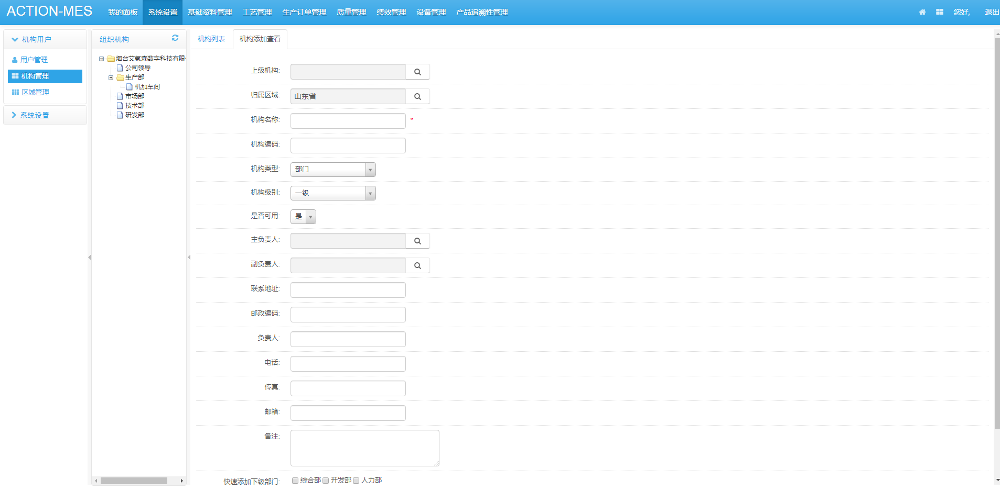 ACTION-MES 我的面板 系统设置 基础资料管理 工艺管理 生产订单管理 质量管理 绩效管理 设备管理 产品追溯性管理 您好, 退出
机构用户
用户管理
机构管理
区域管理
系统设置
组织机构
烟台艾氪森数字科技有限
公司领导
生产部
机加车间
市场部
技术部
研发部
机构列表 机构添加查看
上级机构:
归属区域: 山东省
机构名称: *
机构编码:
机构类型: 部门
机构级别: 一级
是否可用: 是
主负责人:
副负责人:
联系地址:
邮政编码:
负责人:
电话:
传真:
邮箱:
备注:
快速添加下级部门: 综合部 开发部 人力部